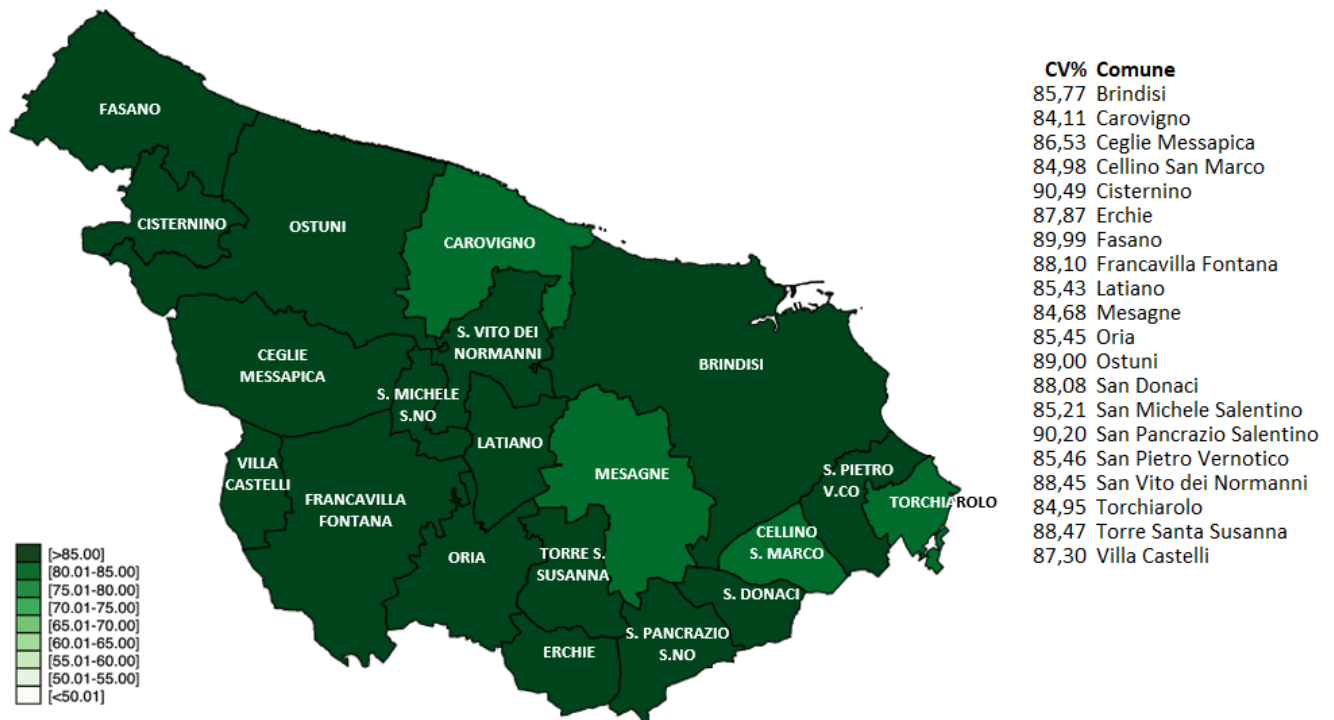 FASANO
CISTERNINO
OSTUNI
CAROVIGNO
S. VITO DEI
NORMANNI
CEGLIE
MESSAPICA
S. MICHELE
S.NO
BRINDISI
LATIANO
VILLA
CASTELLI
FRANCAVILLA
FONTANA
MESAGNE
S. PIETRO
V.CO
TORCHIAROLO
CELLINO
S. MARCO
ORIA
TORRE S.
SUSANNA
S. DONACI
S. PANCRAZIO
S.NO
ERCHIE
[>85.00]
[80.01-85.00]
[75.01-80.00]
[70.01-75.00]
[65.01-70.00]
[60.01-65.00]
[55.01-60.00]
[50.01-55.00]
[<50.01]
CV% Comune
85,77 Brindisi
84,11 Carovigno
86,53 Ceglie Messapica
84,98 Cellino San Marco
90,49 Cisternino
87,87 Erchie
89,99 Fasano
88,10 Francavilla Fontana
85,43 Latiano
84,68 Mesagne
85,45 Oria
89,00 Ostuni
88,08 San Donaci
85,21 San Michele Salentino
90,20 San Pancrazio Salentino
85,46 San Pietro Vernotico
88,45 San Vito dei Normanni
84,95 Torchiarolo
88,47 Torre Santa Susanna
87,30 Villa Castelli